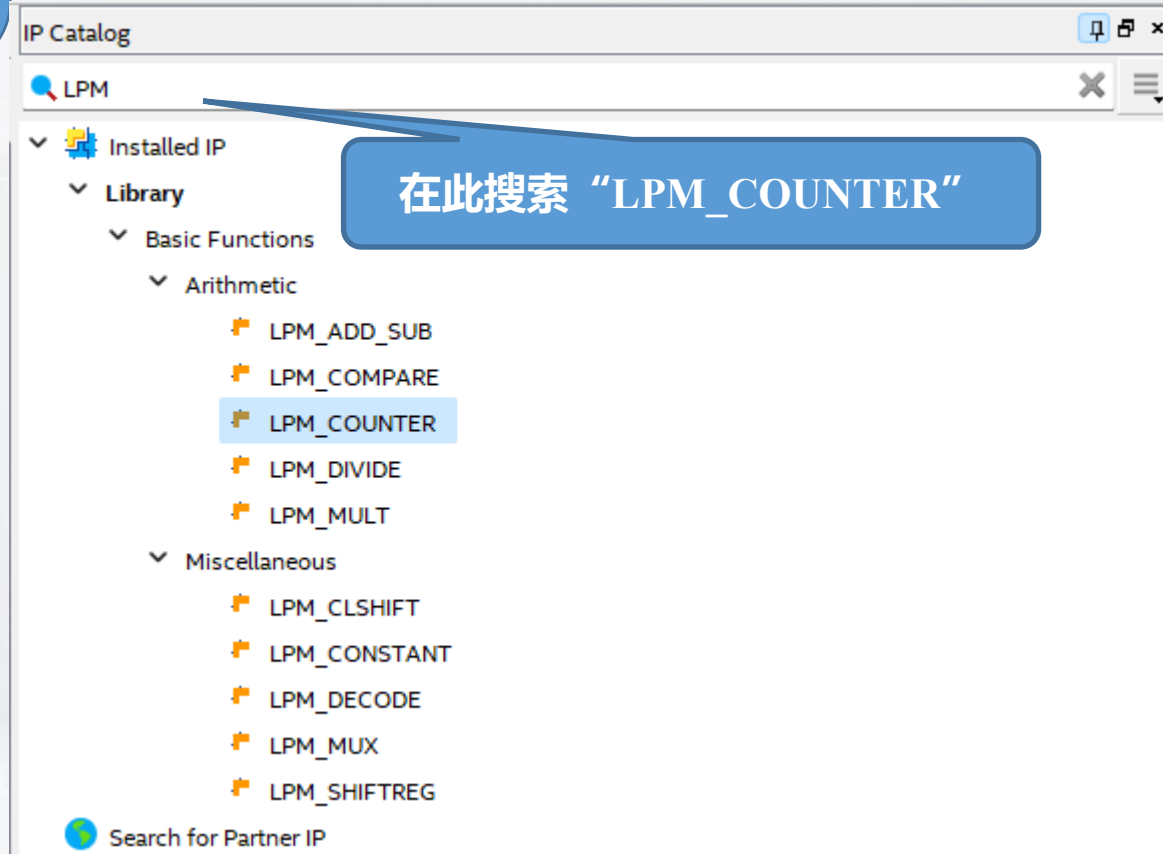 IP Catalog
LPM
在此搜索“LPM_COUNTER”
Installed IP
Library
Basic Functions
Arithmetic
LPM_ADD_SUB
LPM_COMPARE
LPM_COUNTER
LPM_DIVIDE
LPM_MULT
Miscellaneous
LPM_CLSHIFT
LPM_CONSTANT
LPM_DECODE
LPM_MUX
LPM_SHIFTREG
Search for Partner IP